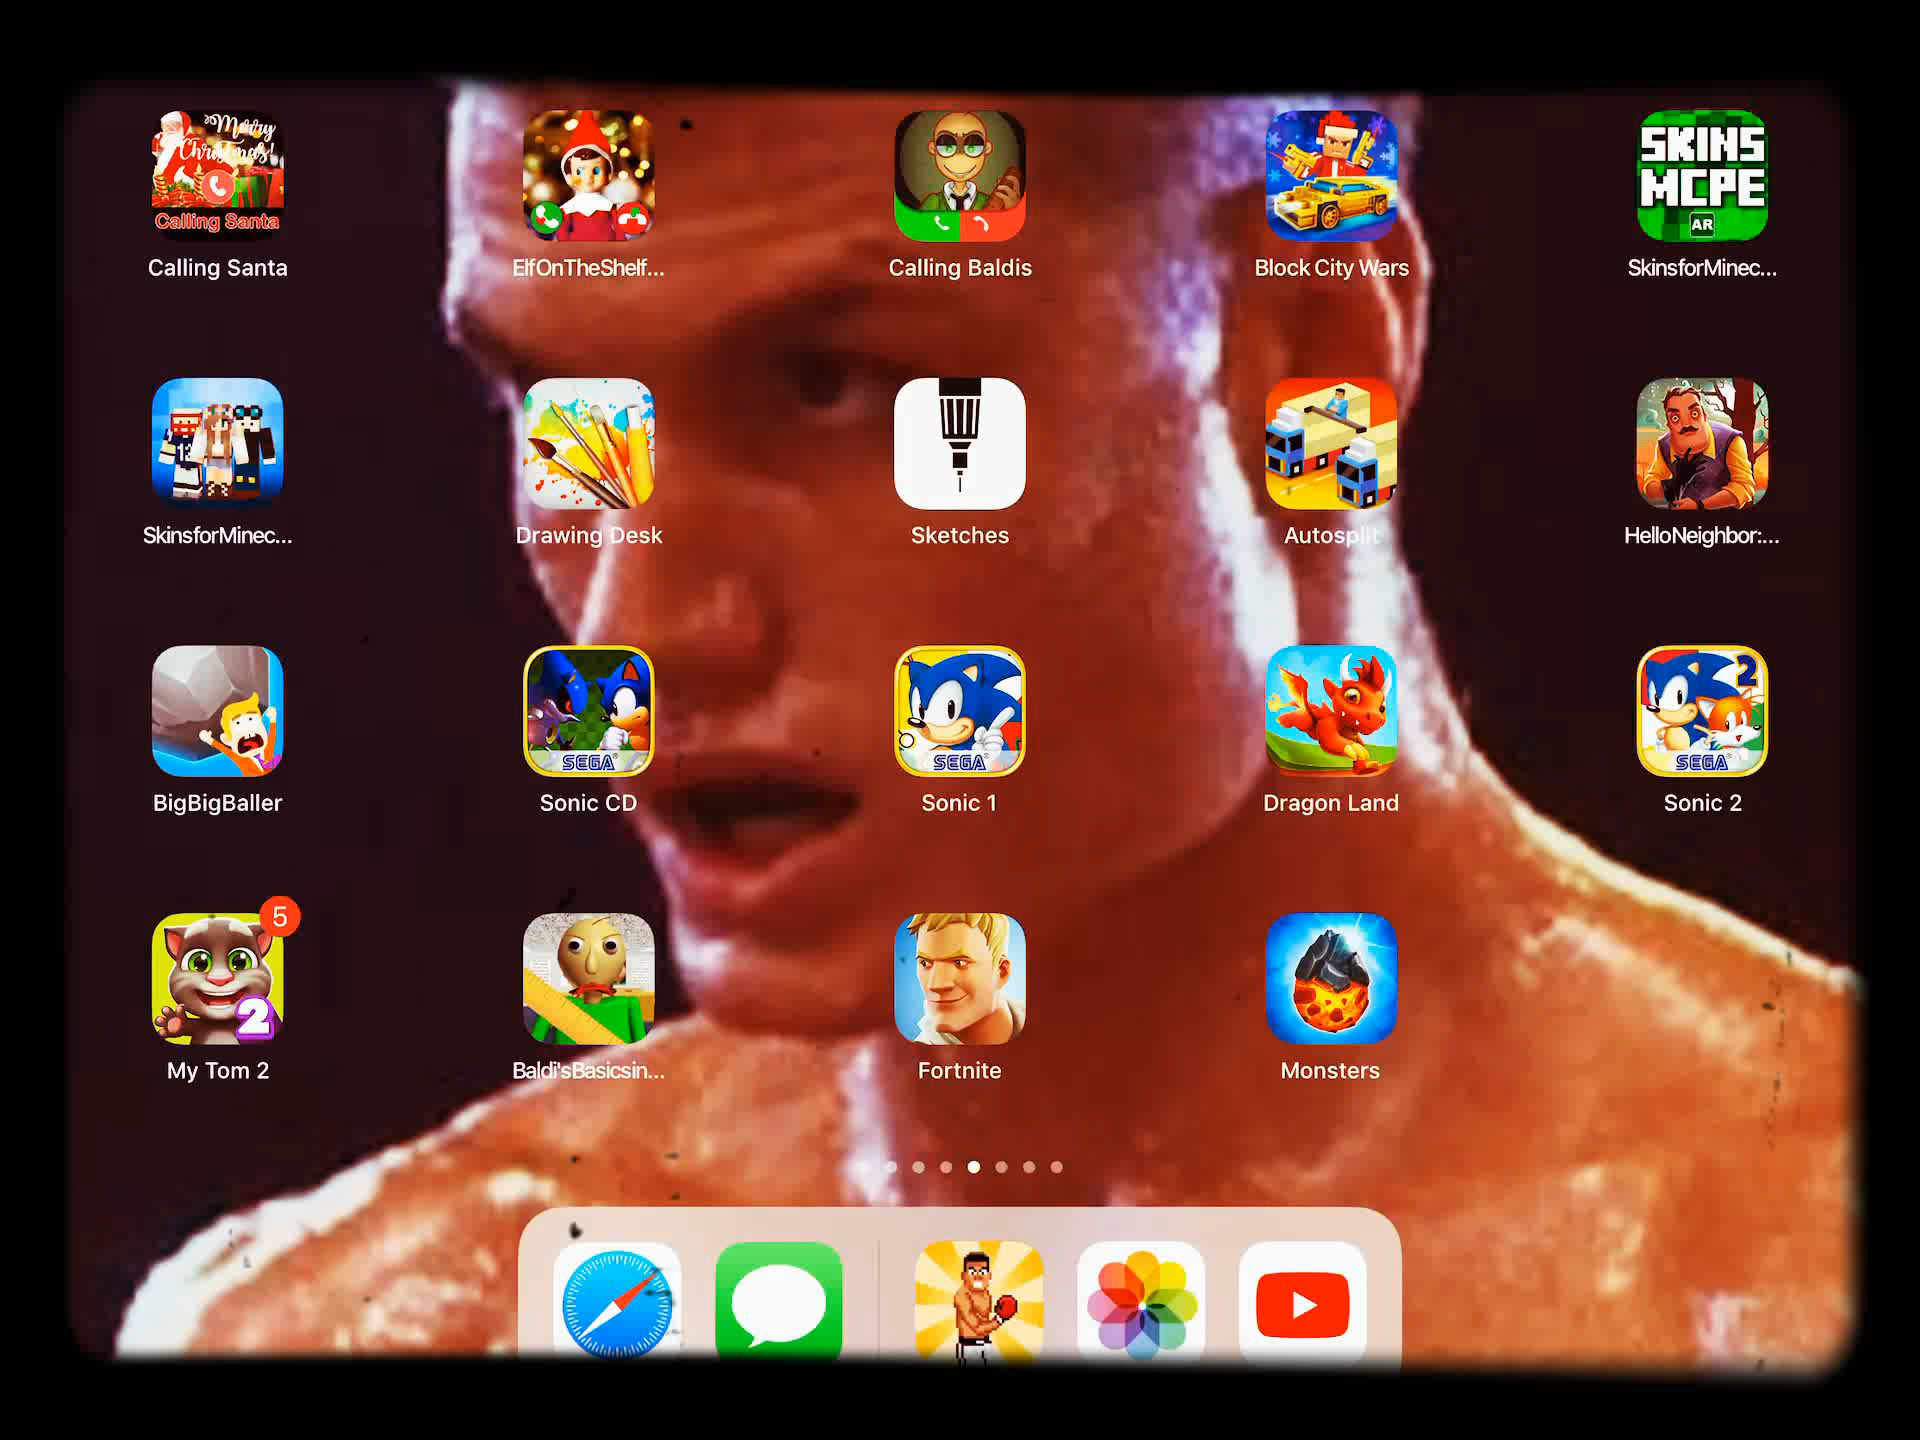 Merry
Christmas!
Calling Santa
SKINS
MCPE
AR
Calling Santa
ElfOnTheShelf...
Calling Baldis
Block City Wars
SkinsforMinec...
SkinsforMinec...
Drawing Desk
Sketches
Autosplit
HelloNeighbor:...
SEGA
SEGA
2
SEGA
BigBigBaller
Sonic CD
Sonic 1
Dragon Land
Sonic 2
5
2
My Tom 2
Baldi'sBasicsin...
Fortnite
Monsters